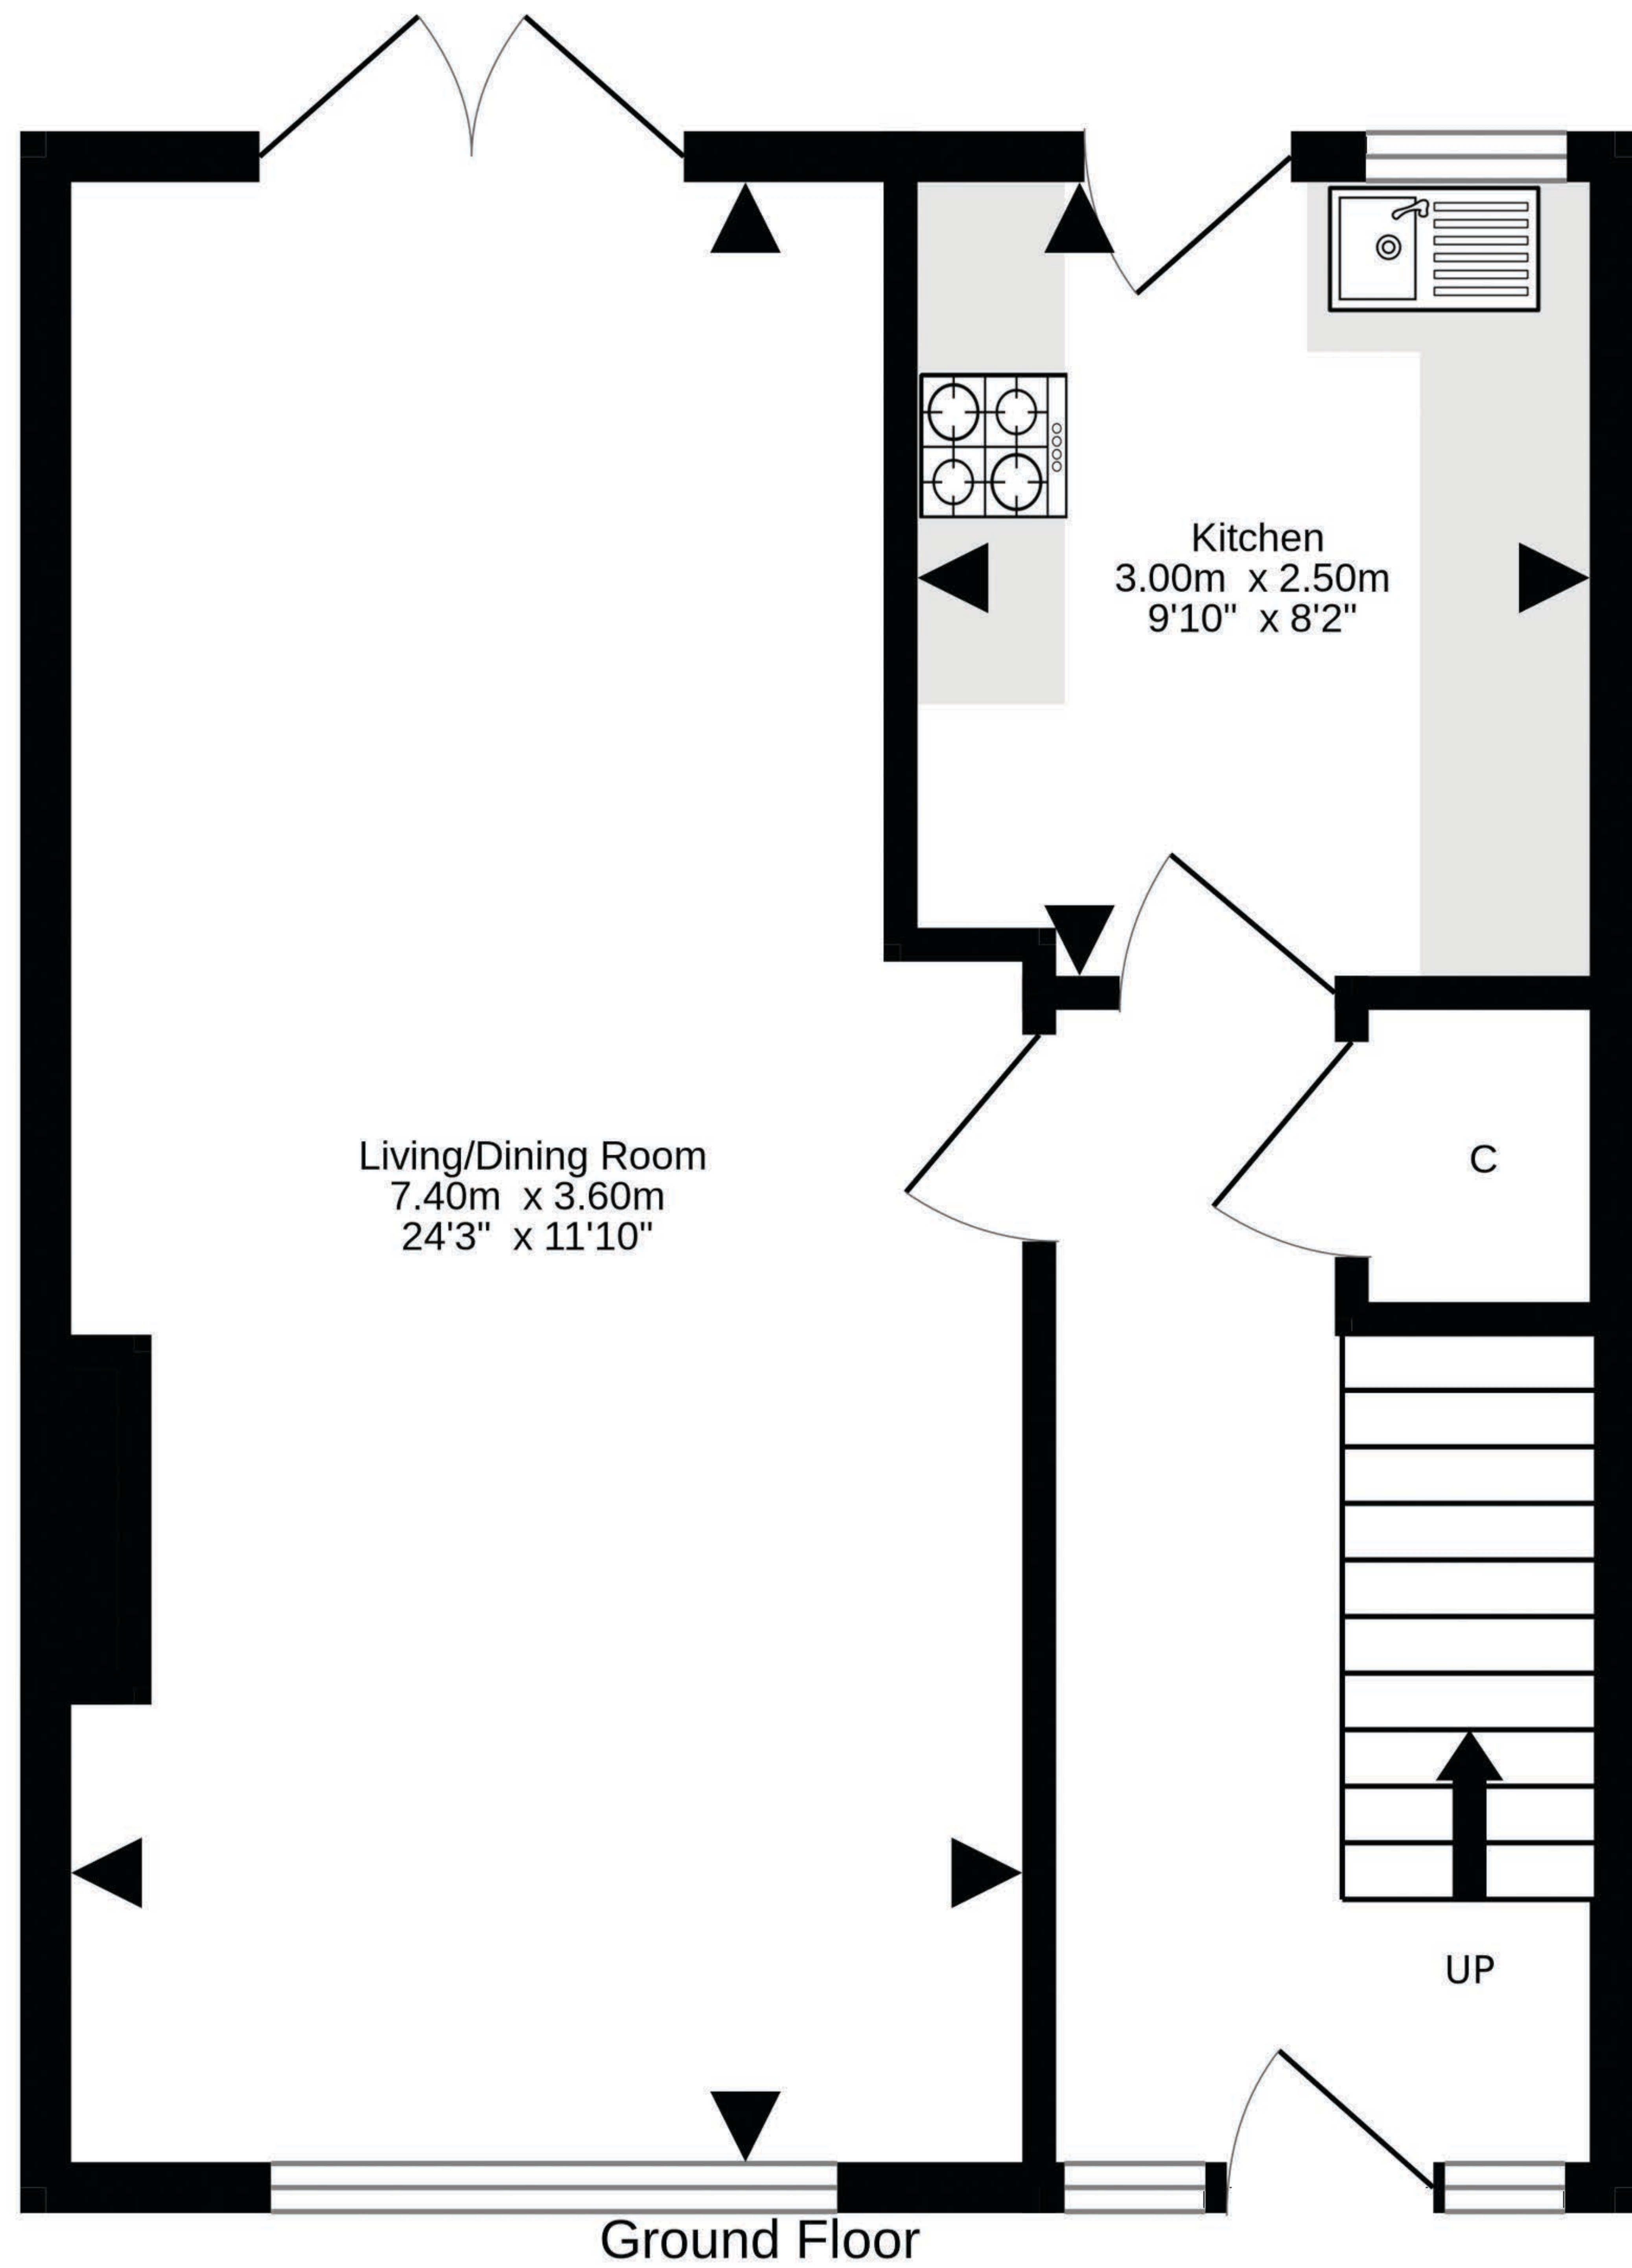 Kitchen
3.00m x 2.50m
9'10" x 8'2"
Living/Dining Room
7.40m x 3.60m
24'3" x 11'10"
C
UP
Ground Floor